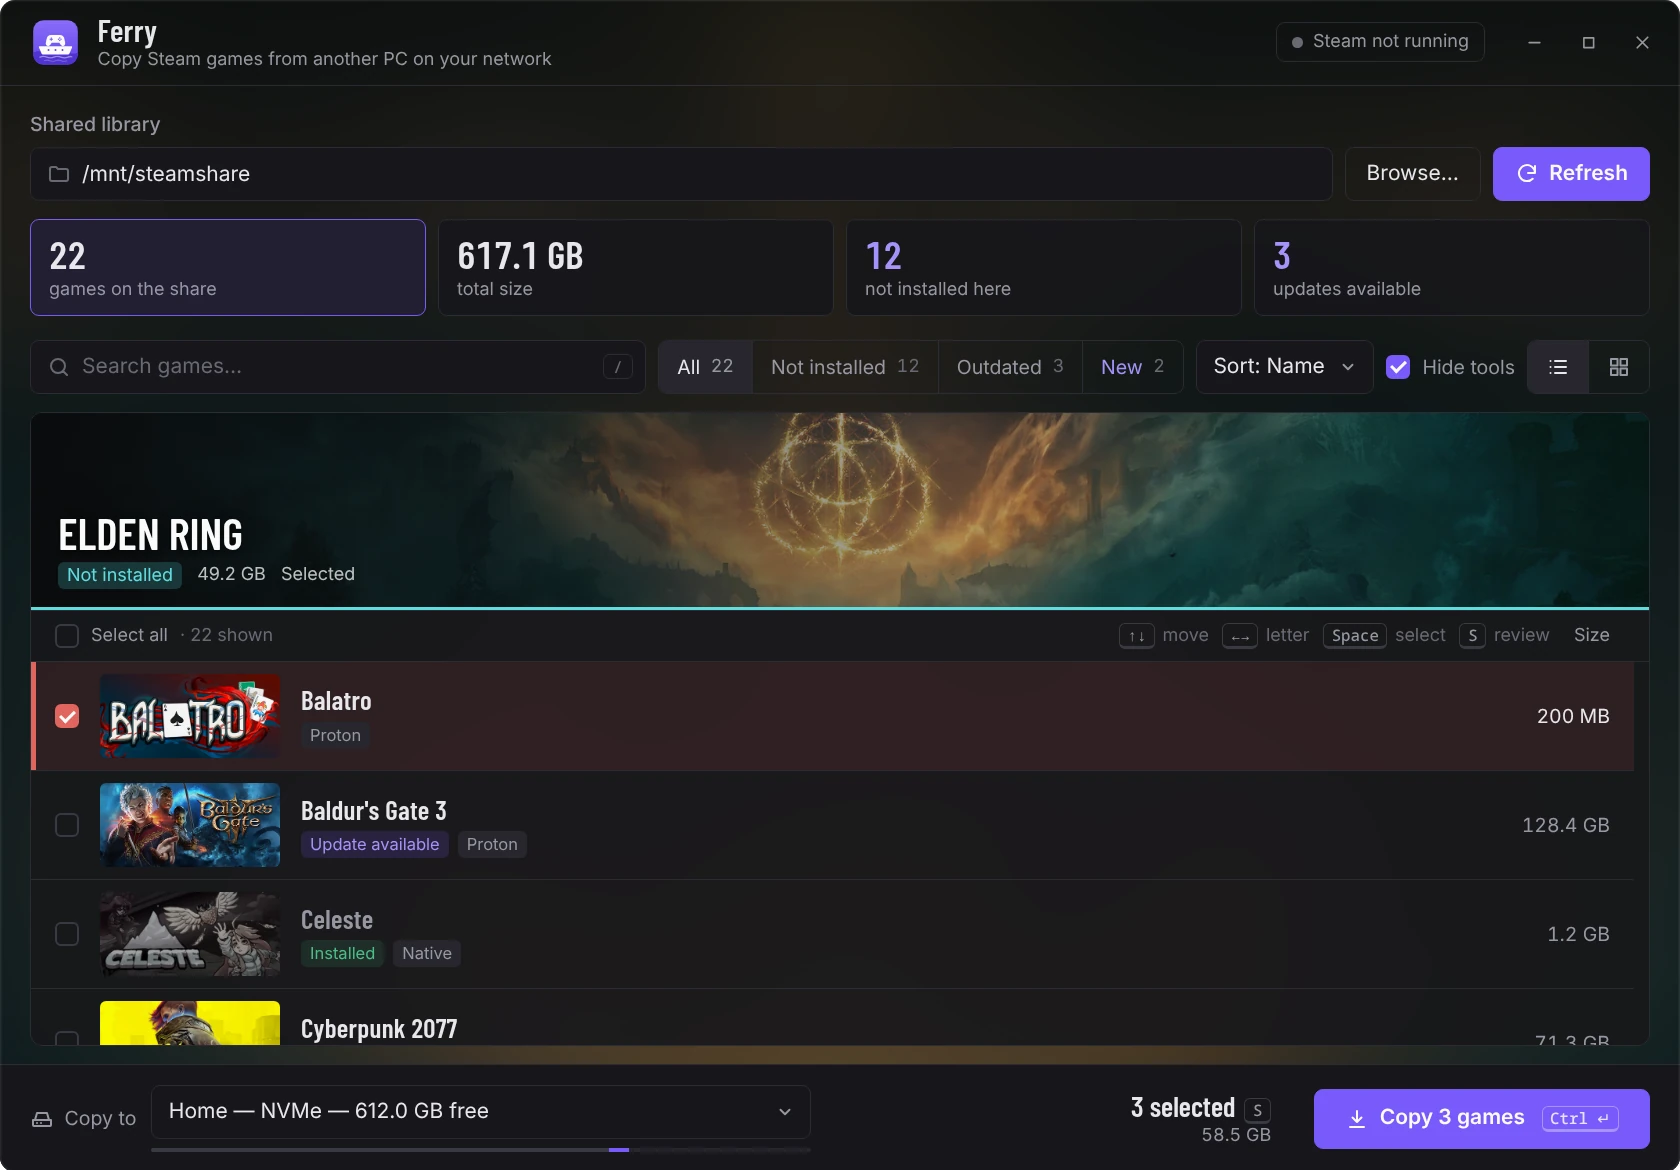 Ferry
Copy Steam games from another PC on your network
Steam not running
Shared library
/mnt/steamshare
Browse...
Refresh
22
games on the share
617.1 GB
total size
12
not installed here
3
updates available
Search games...
/
All 22
Not installed 12
Outdated 3
New 2
Sort: Name
Hide tools
ELDEN RING
Not installed 49.2 GB Selected
Select all · 22 shown
↑↓ move ←→ letter Space select S review Size
BALATRO
Balatro
Proton
200 MB
Baldur's Gate
Baldur's Gate 3
Update available Proton
128.4 GB
CELESTE
Celeste
Installed Native
1.2 GB
Cyberpunk 2077
71.3 GB
Copy to
Home — NVMe — 612.0 GB free
3 selected S
58.5 GB
Copy 3 games Ctrl ↵